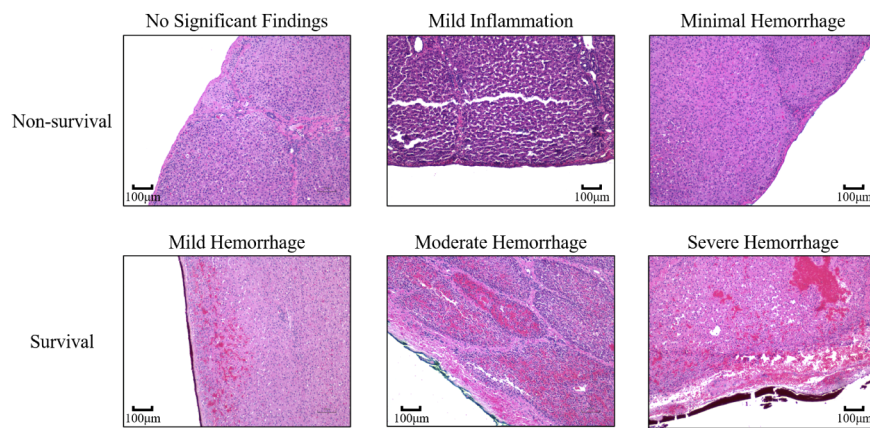 No Significant Findings
Mild Inflammation
Minimal Hemorrhage
Non-survival
100μm
100μm
100μm
Mild Hemorrhage
Moderate Hemorrhage
Severe Hemorrhage
Survival
100μm
100μm
100μm